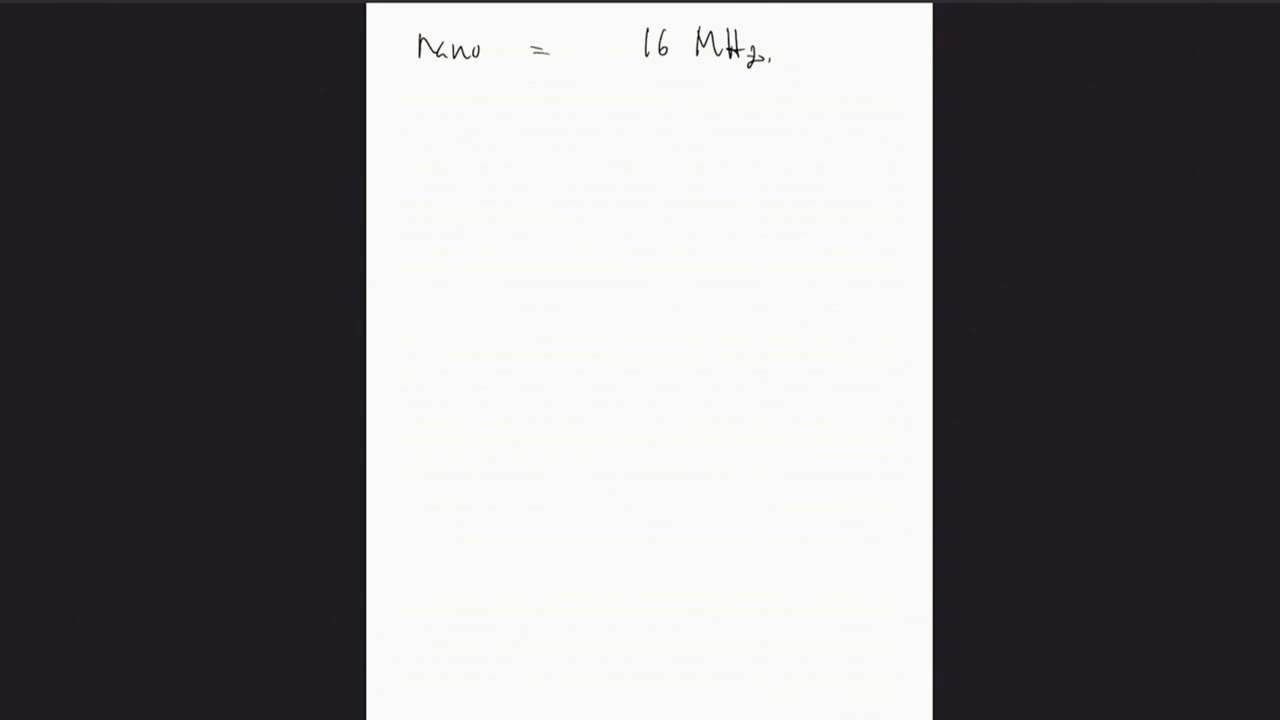 Nano = 16 MHz.